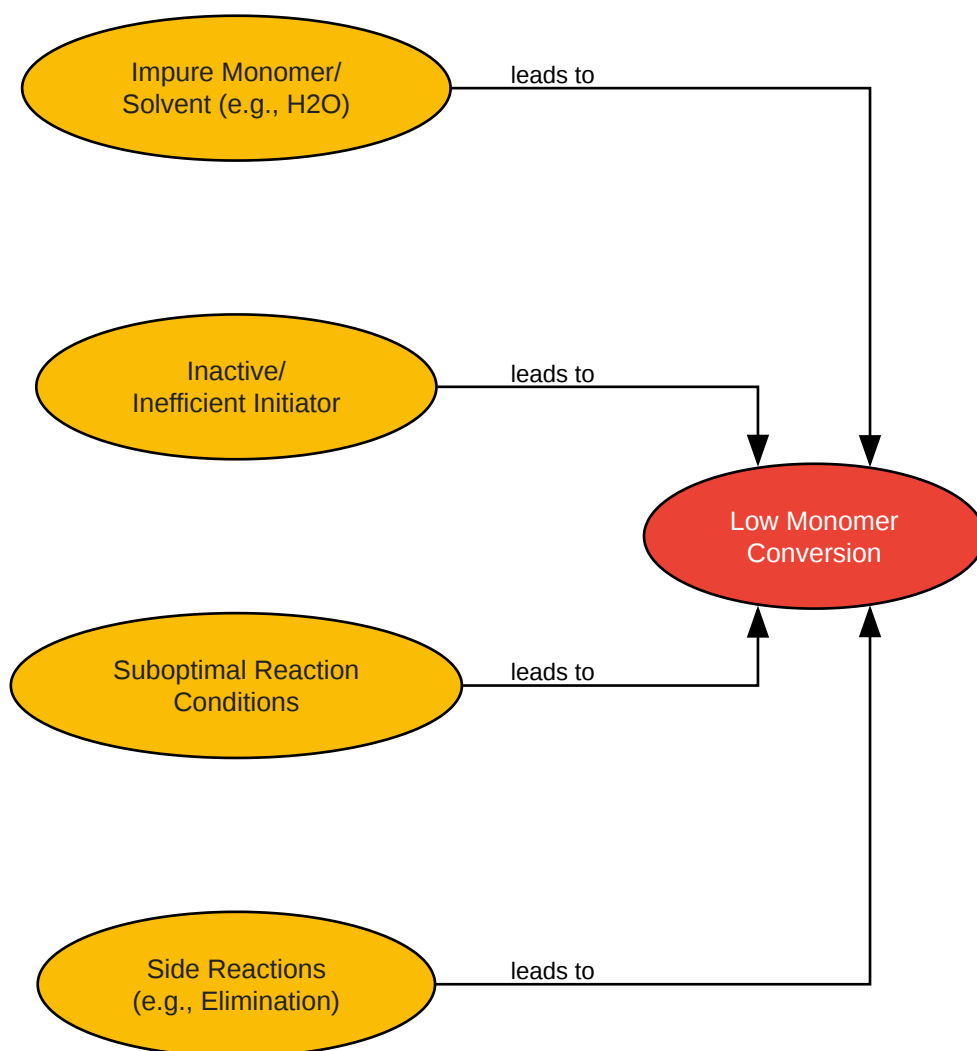 Impure Monomer/
Solvent (e.g., H2O)
leads to
Inactive/
Inefficient Initiator
leads to
Low Monomer
Conversion
Suboptimal Reaction
Conditions
leads to
Side Reactions
(e.g., Elimination)
leads to